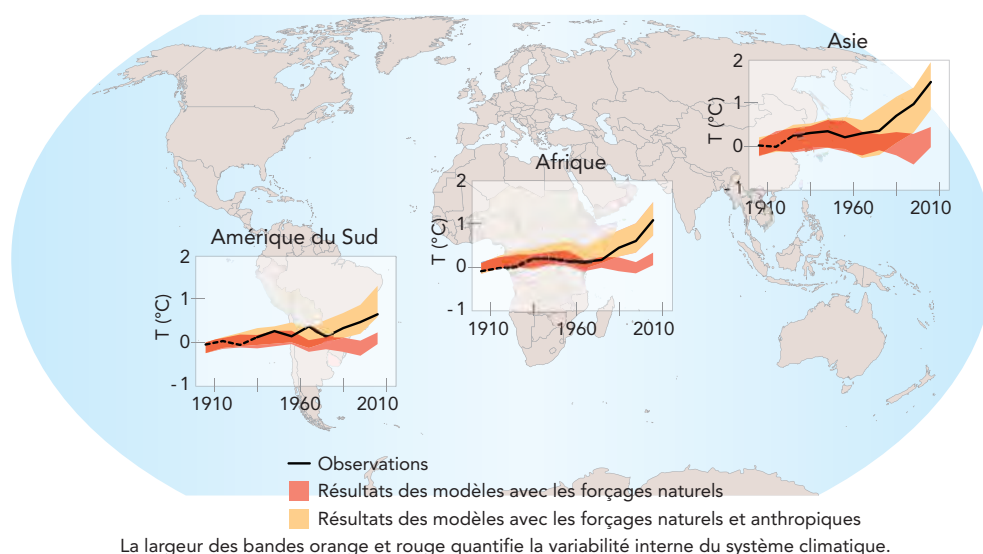 Asie
2
1
0
-1
T (°C)
1910 1960 2010
Afrique
2
1
0
-1
T (°C)
1910 1960 2010
Amérique du Sud
2
1
0
-1
T (°C)
1910 1960 2010
Observations
Résultats des modèles avec les forçages naturels
Résultats des modèles avec les forçages naturels et anthropiques
La largeur des bandes orange et rouge quantifie la variabilité interne du système climatique.